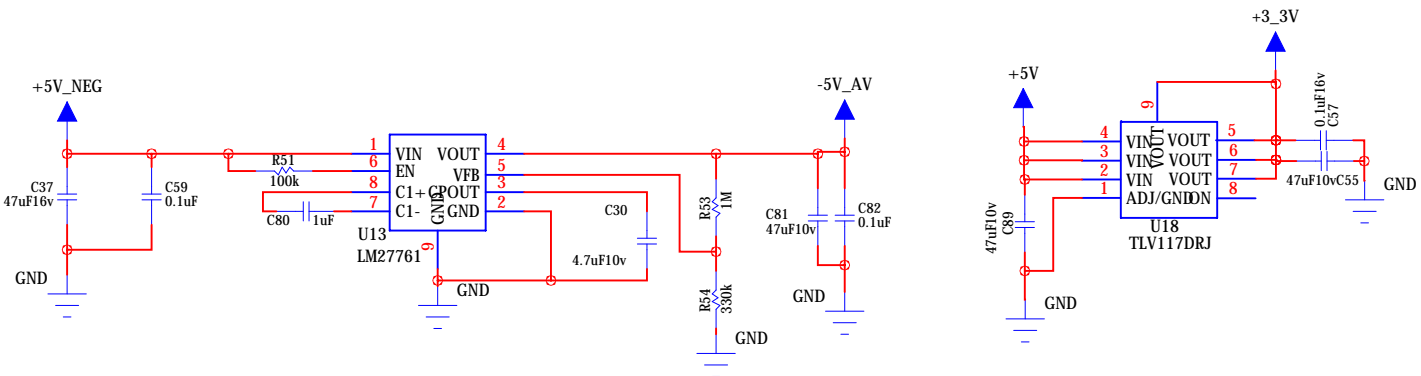 +5V_NEG
C37
47uF16v
C59
0.1uF
GND
R51
100k
C80
1uF
1
6
8
7
VIN
EN
C1+
C1-
VOUT
VFB
CPOUT
GND
GND
4
5
3
2
9
U13
LM27761
GND
C30
4.7uF10v
R53
1M
R54
330k
GND
-5V_AV
C81
47uF10v
C82
0.1uF
GND
+5V
47uF10v
C89
GND
4
3
2
1
VIN
VIN
VIN
ADJ/GND
VOUT
VOUT
VOUT
VOUT
ON
9
5
6
7
8
U18
TLV117DRJ
+3_3V
0.1uF16v
C57
47uF10vC55
GND